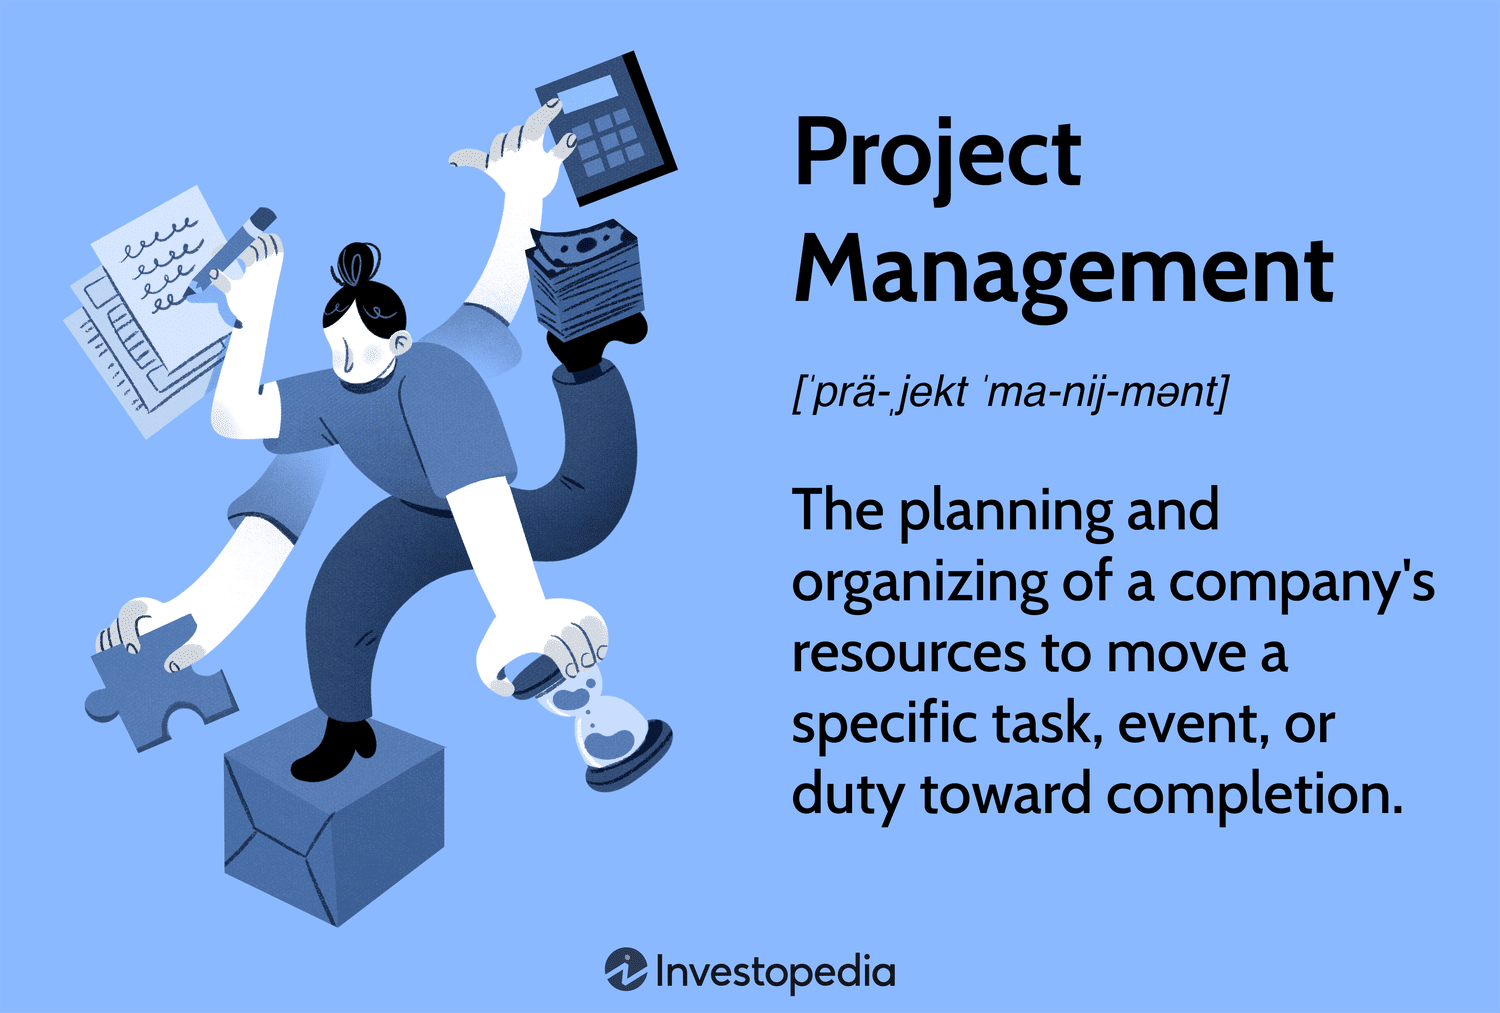 Project
Management
[ˈprä-ˌjekt ˈma-nij-mənt]
The planning and
organizing of a company's
resources to move a
specific task, event, or
duty toward completion.
Investopedia